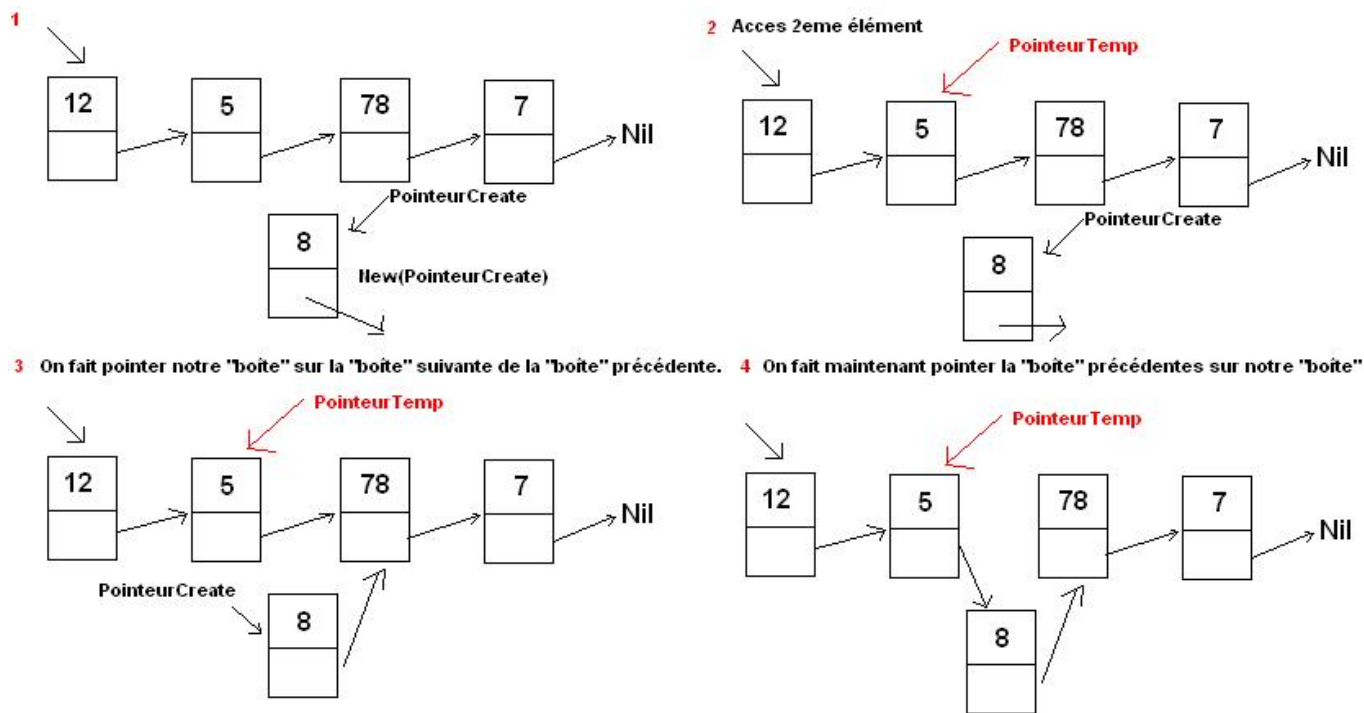 1
12 5 78 7 Nil
PointeurCreate
8
New(PointeurCreate)
2 Acces 2eme élément
PointeurTemp
12 5 78 7 Nil
PointeurCreate
8
3 On fait pointer notre "boîte" sur la "boîte" suivante de la "boîte" précédente.
PointeurTemp
12 5 78 7 Nil
PointeurCreate
8
4 On fait maintenant pointer la "boîte" précédentes sur notre "boîte"
PointeurTemp
12 5 78 7 Nil
8